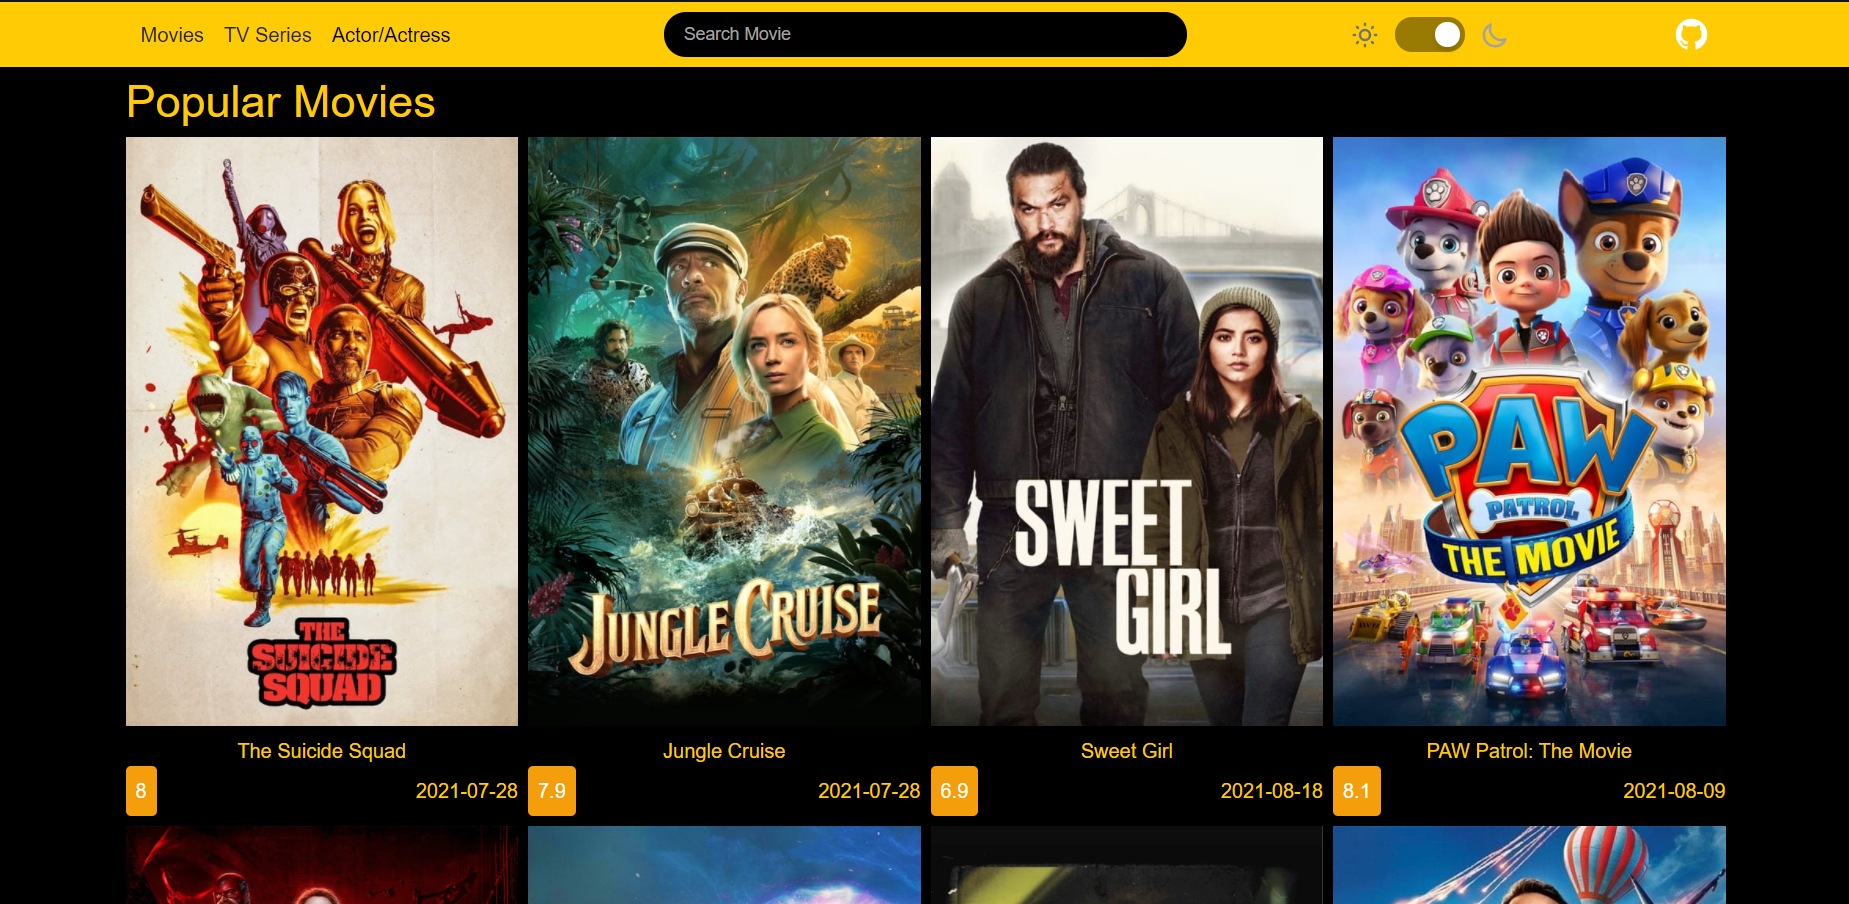 Movies TV Series Actor/Actress Search Movie
Popular Movies
THE
SUICIDE
SQUAD
JUNGLE CRUISE
SWEET
GIRL
PAW
PATROL
THE MOVIE
The Suicide Squad
8 2021-07-28
Jungle Cruise
7.9 2021-07-28
Sweet Girl
6.9 2021-08-18
PAW Patrol: The Movie
8.1 2021-08-09